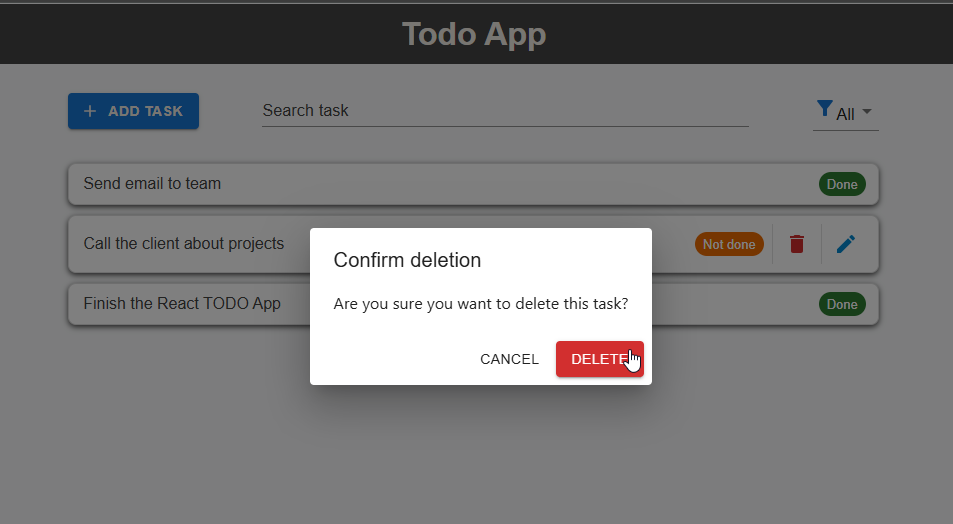 Todo App
ADD TASK
Search task
All
Send email to team
Done
Call the client about projects
Not done
Confirm deletion
Are you sure you want to delete this task?
Finish the React TODO App
Done
CANCEL
DELETE